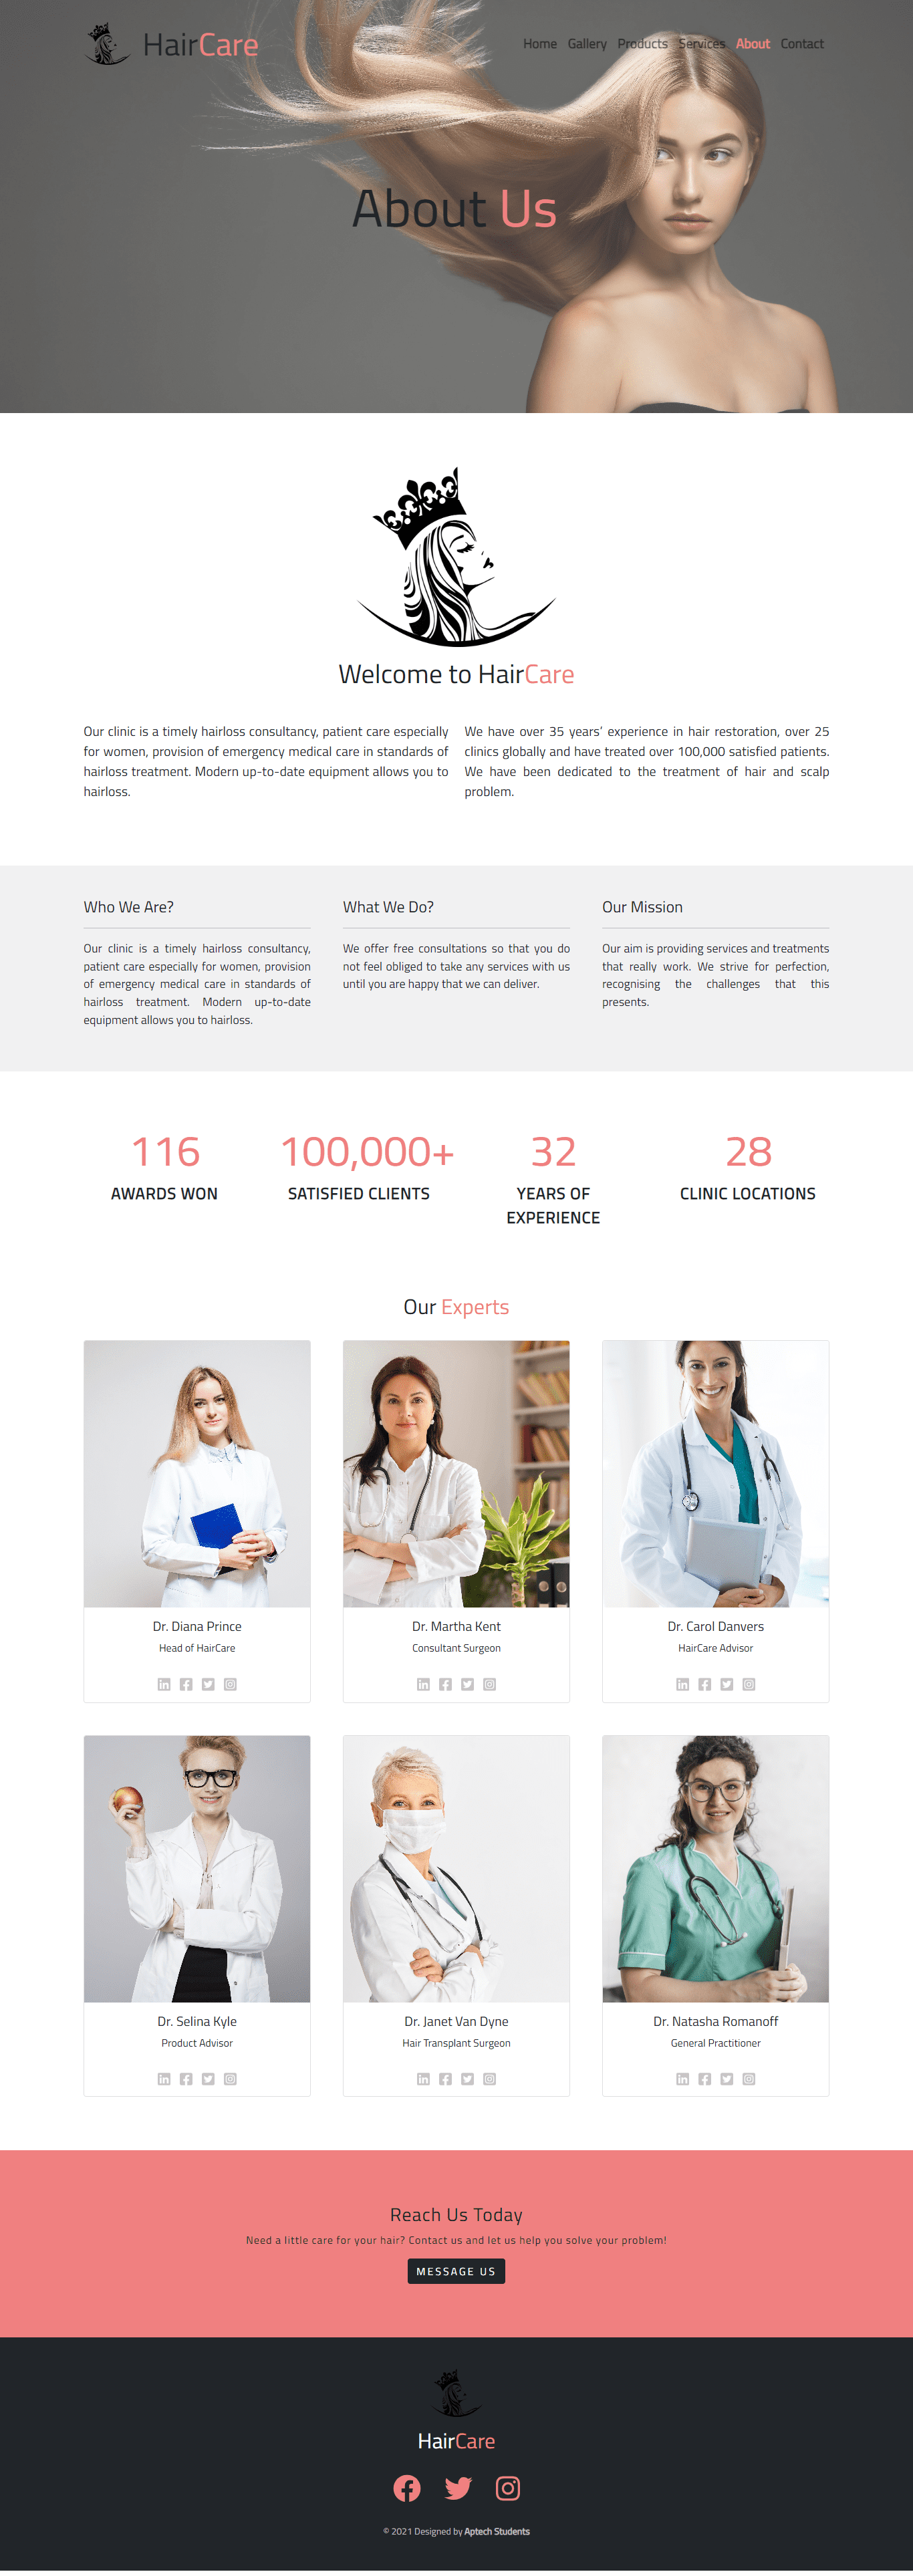 HairCare
Home Gallery Products Services About Contact
About Us
Welcome to HairCare
Our clinic is a timely hairloss consultancy, patient care especially
for women, provision of emergency medical care in standards of
hairloss treatment. Modern up-to-date equipment allows you to
hairloss.
We have over 35 years' experience in hair restoration, over 25
clinics globally and have treated over 100,000 satisfied patients.
We have been dedicated to the treatment of hair and scalp
problem.
Who We Are?
Our clinic is a timely hairloss consultancy,
patient care especially for women, provision
of emergency medical care in standards of
hairloss treatment. Modern up-to-date
equipment allows you to hairloss.
What We Do?
We offer free consultations so that you do
not feel obliged to take any services with us
until you are happy that we can deliver.
Our Mission
Our aim is providing services and treatments
that really work. We strive for perfection,
recognising the challenges that this
presents.
116
AWARDS WON
100,000+
SATISFIED CLIENTS
32
YEARS OF
EXPERIENCE
28
CLINIC LOCATIONS
Our Experts
Dr. Diana Prince
Head of HairCare
Dr. Martha Kent
Consultant Surgeon
Dr. Carol Danvers
HairCare Advisor
Dr. Selina Kyle
Product Advisor
Dr. Janet Van Dyne
Hair Transplant Surgeon
Dr. Natasha Romanoff
General Practitioner
Reach Us Today
Need a little care for your hair? Contact us and let us help you solve your problem!
MESSAGE US
HairCare
© 2021 Designed by Aptech Students